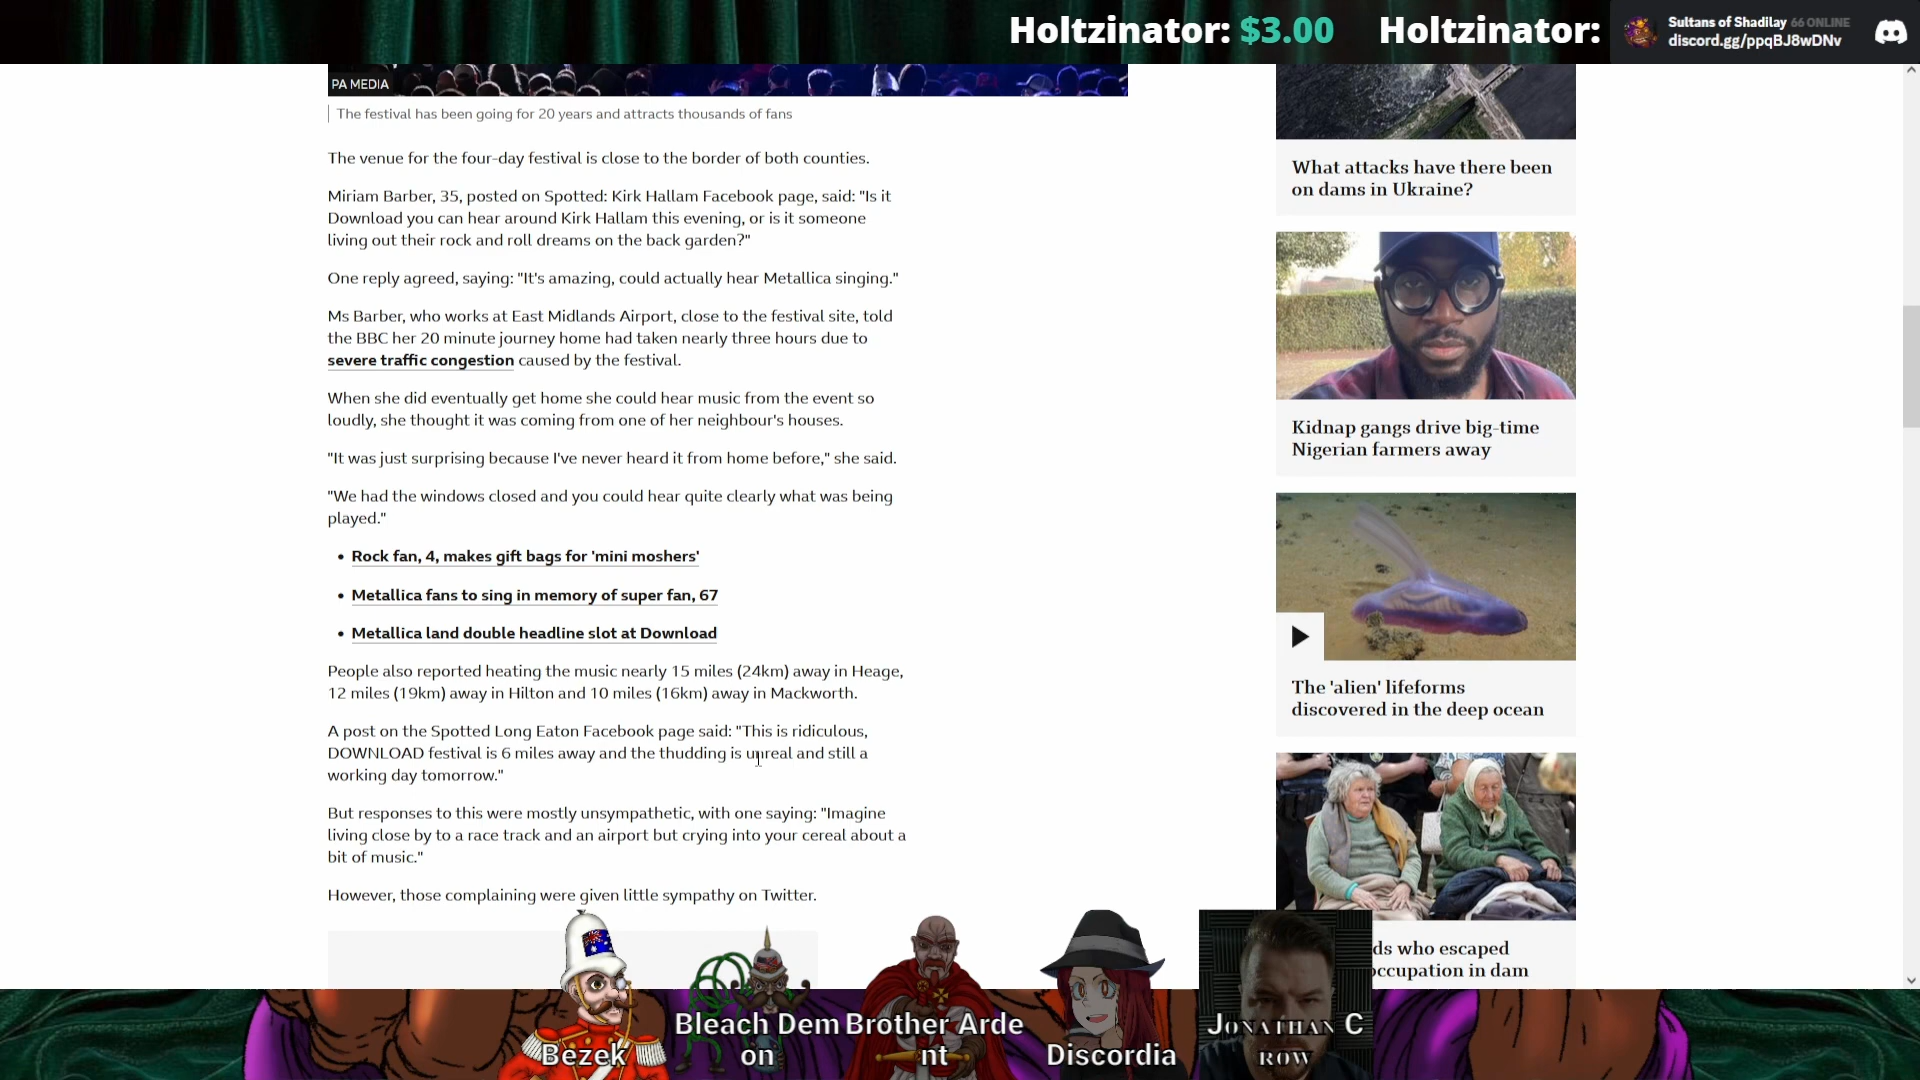 Holtzinator: $3.00 Holtzinator:
Sultans of Shadilay 66 ONLINE
discord.gg/ppqBJ8wDNv
PA MEDIA
The festival has been going for 20 years and attracts thousands of fans
The venue for the four-day festival is close to the border of both counties.
Miriam Barber, 35, posted on Spotted: Kirk Hallam Facebook page, said: "Is it
Download you can hear around Kirk Hallam this evening, or is it someone
living out their rock and roll dreams on the back garden?"
One reply agreed, saying: "It's amazing, could actually hear Metallica singing."
Ms Barber, who works at East Midlands Airport, close to the festival site, told
the BBC her 20 minute journey home had taken nearly three hours due to
severe traffic congestion caused by the festival.
When she did eventually get home she could hear music from the event so
loudly, she thought it was coming from one of her neighbour's houses.
"It was just surprising because I've never heard it from home before," she said.
"We had the windows closed and you could hear quite clearly what was being
played."
• Rock fan, 4, makes gift bags for 'mini moshers'
• Metallica fans to sing in memory of super fan, 67
• Metallica land double headline slot at Download
People also reported heating the music nearly 15 miles (24km) away in Heage,
12 miles (19km) away in Hilton and 10 miles (16km) away in Mackworth.
A post on the Spotted Long Eaton Facebook page said: "This is ridiculous,
DOWNLOAD festival is 6 miles away and the thudding is unreal and still a
working day tomorrow."
But responses to this were mostly unsympathetic, with one saying: "Imagine
living close by to a race track and an airport but crying into your cereal about a
bit of music."
However, those complaining were given little sympathy on Twitter.
What attacks have there been
on dams in Ukraine?
Kidnap gangs drive big-time
Nigerian farmers away
The 'alien' lifeforms
discovered in the deep ocean
ds who escaped
occupation in dam
Bezek
Bleach Dem
on
Brother Arde
nt
Discordia
Jonathan C
row